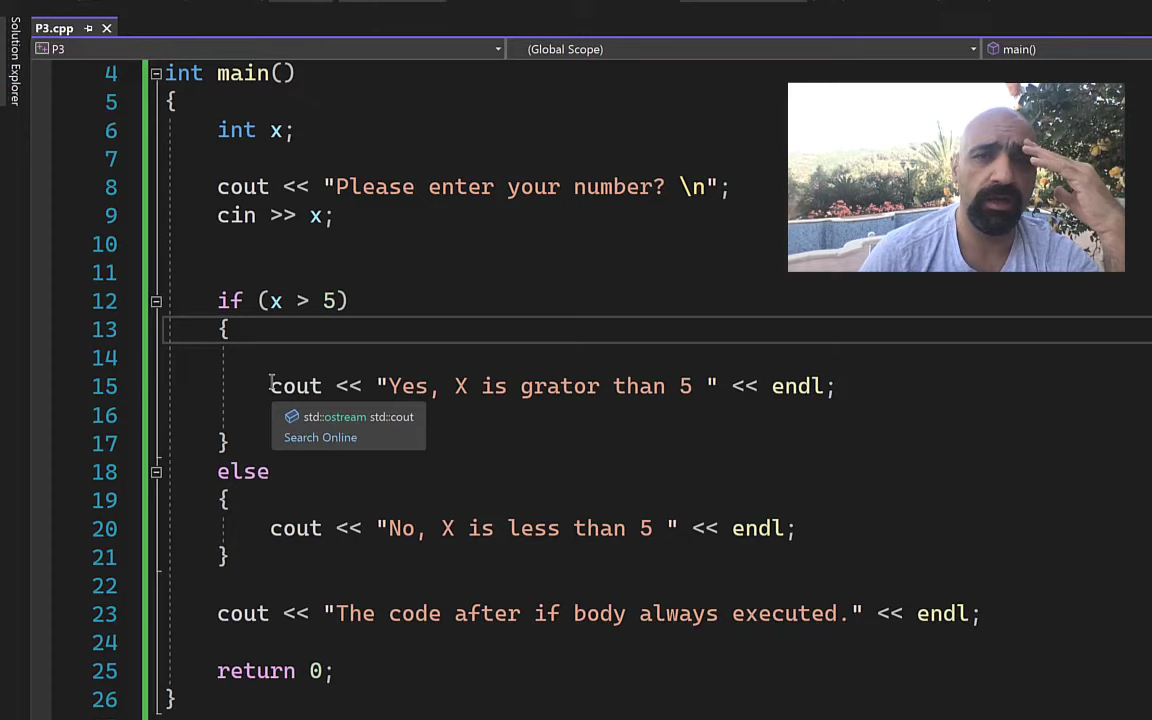 Solution Explorer
P3.cpp
P3
(Global Scope)
main()
4 int main()
5 {
6 int x;
7
8 cout << "Please enter your number? \n";
9 cin >> x;
10
11
12 if (x > 5)
13 {
14
15 cout << "Yes, X is grator than 5 " << endl;
16
std::ostream std::cout
Search Online
17 }
18 else
19 {
20 cout << "No, X is less than 5 " << endl;
21 }
22
23 cout << "The code after if body always executed." << endl;
24
25 return 0;
26 }